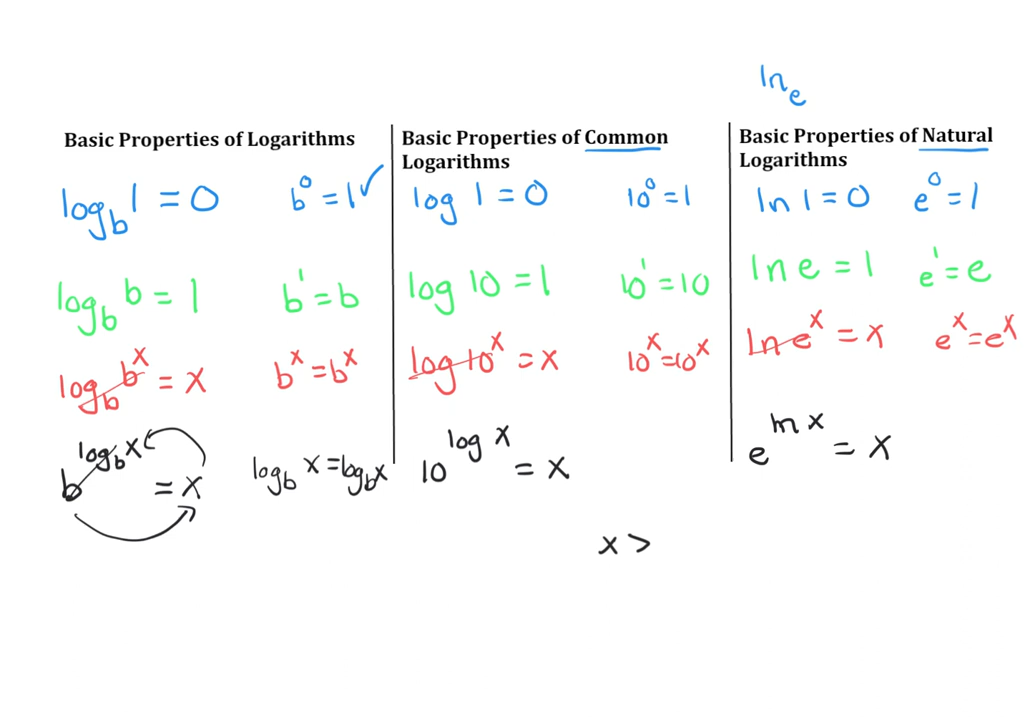 ln_e
Basic Properties of Logarithms
log_b 1 = 0 b^0 = 1 ✓
log_b b = 1 b^1 = b
log_b b^x = x b^x = b^x
b^(log_b x) = x log_b x = log_b x
Basic Properties of Common
Logarithms
log 1 = 0 10^0 = 1
log 10 = 1 10^1 = 10
log 10^x = x 10^x = 10^x
10^(log x) = x
x >
Basic Properties of Natural
Logarithms
ln 1 = 0 e^0 = 1
ln e = 1 e^1 = e
ln e^x = x e^x = e^x
e^(ln x) = x